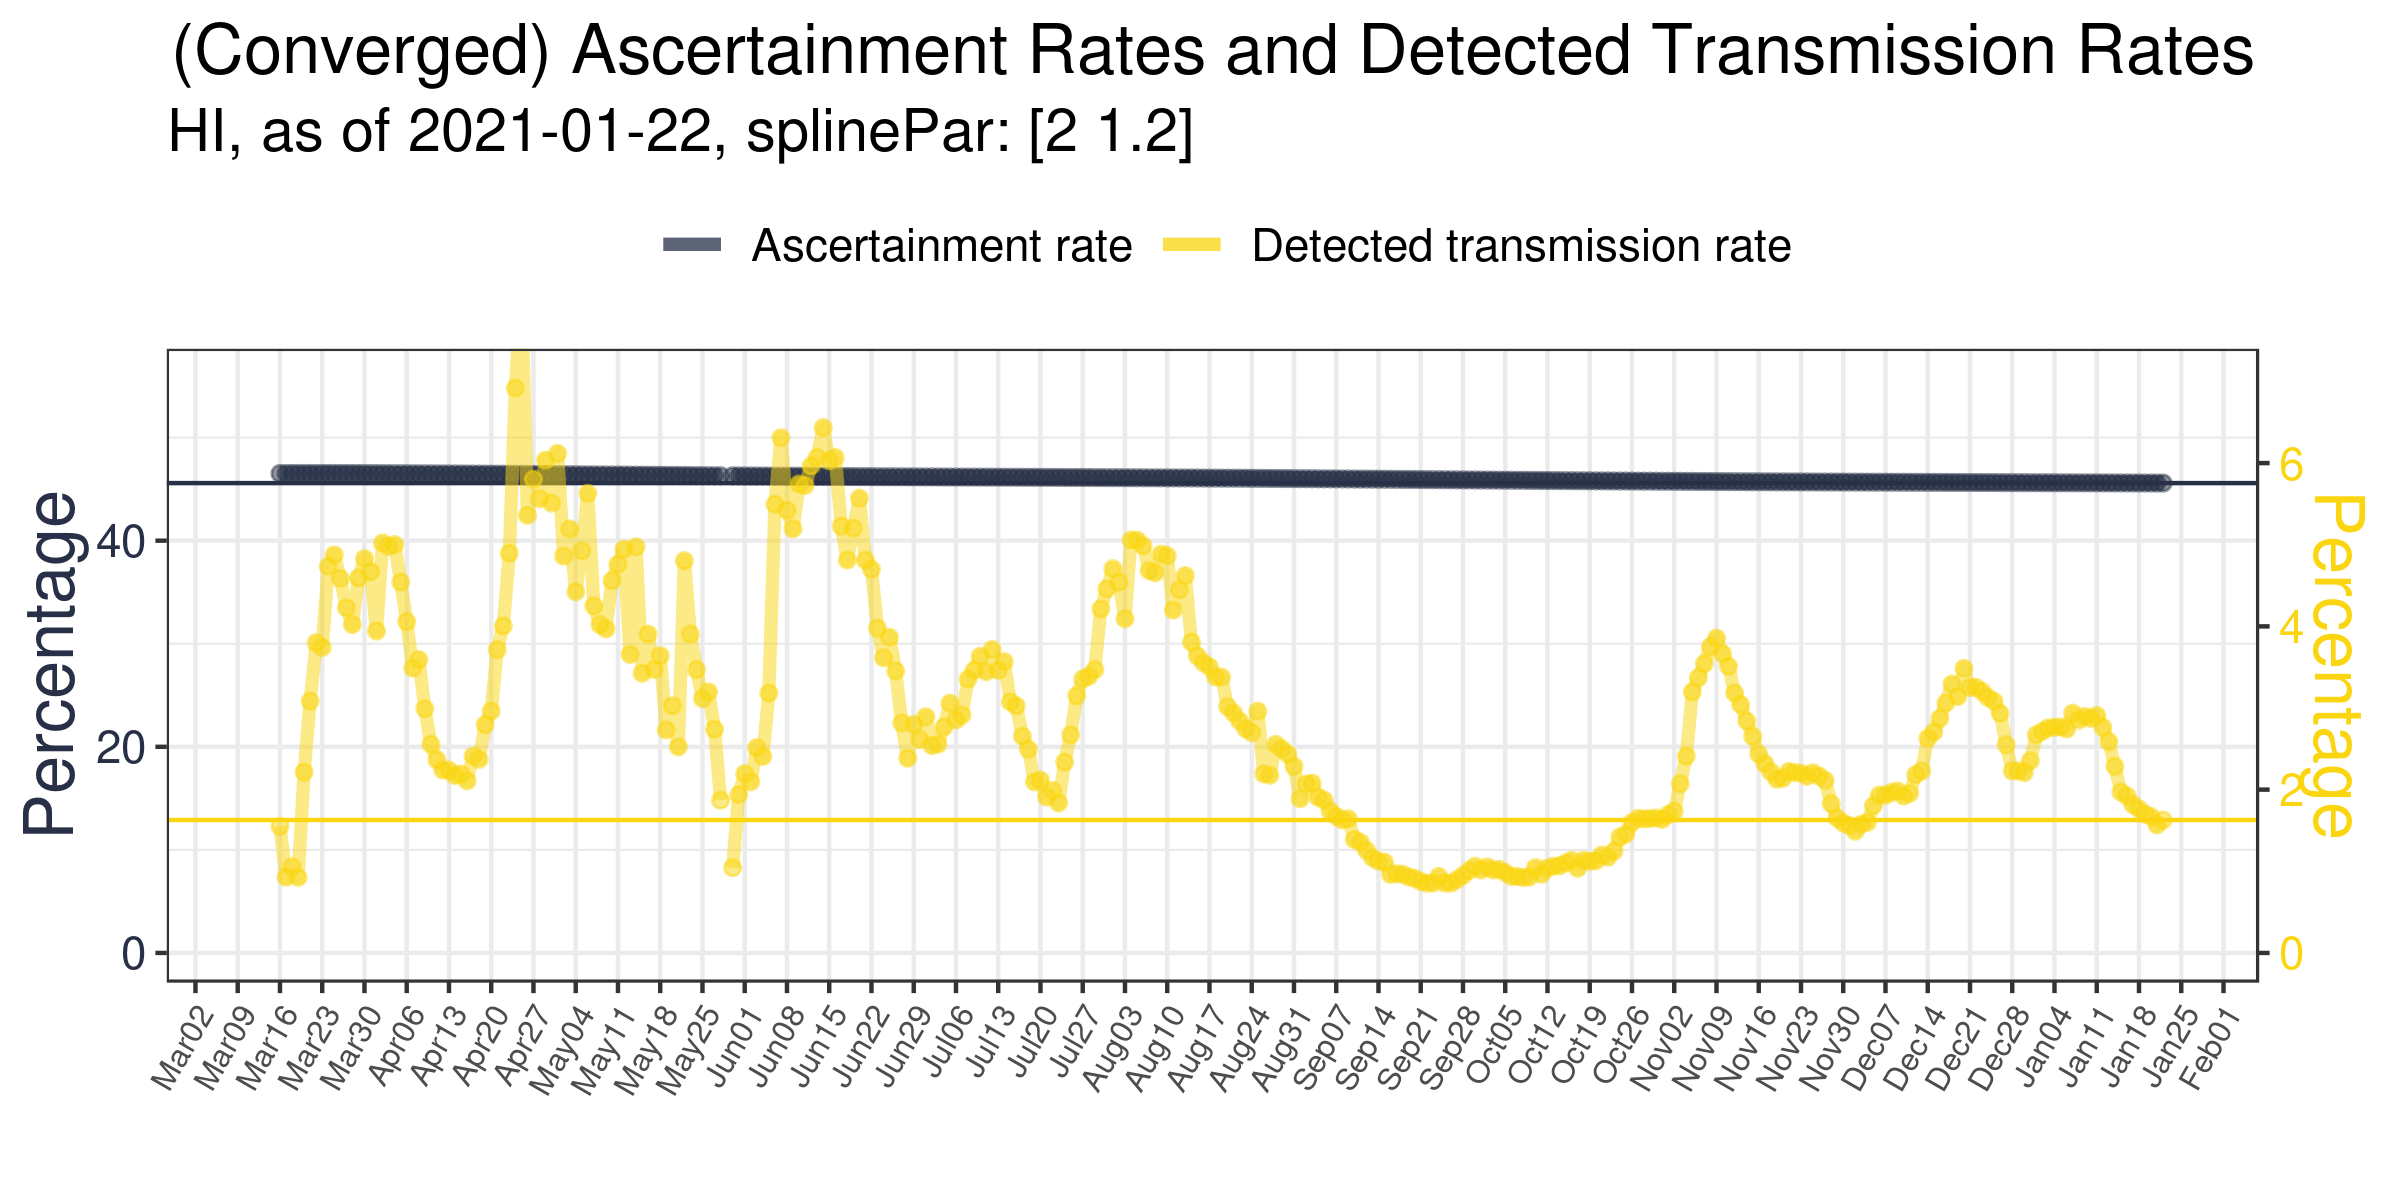 (Converged) Ascertainment Rates and Detected Transmission Rates
HI, as of 2021-01-22, splinePar: [2 1.2]
Ascertainment rate
Detected transmission rate
Percentage
40
20
0
6
4
2
0
Percentage
Mar02
Mar09
Mar16
Mar23
Mar30
Apr06
Apr13
Apr20
Apr27
May04
May11
May18
May25
Jun01
Jun08
Jun15
Jun22
Jun29
Jul06
Jul13
Jul20
Jul27
Aug03
Aug10
Aug17
Aug24
Aug31
Sep07
Sep14
Sep21
Sep28
Oct05
Oct12
Oct19
Oct26
Nov02
Nov09
Nov16
Nov23
Nov30
Dec07
Dec14
Dec21
Dec28
Jan04
Jan11
Jan18
Jan25
Feb01